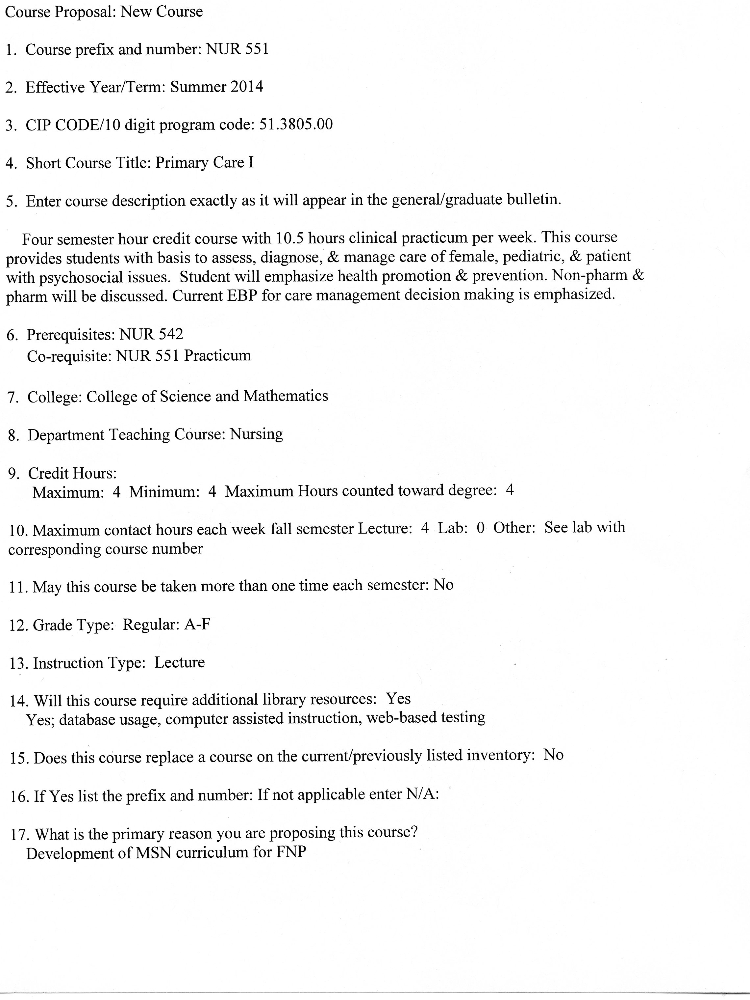 Course Proposal: New Course
1. Course prefix and number: NUR 551
2. Effective Year/Term: Summer 2014
3. CIP CODE/10 digit program code: 51.3805.00
4. Short Course Title: Primary Care I
5. Enter course description exactly as it will appear in the general/graduate bulletin.
Four semester hour credit course with 10.5 hours clinical practicum per week. This course
provides students with basis to assess, diagnose, & manage care of female, pediatric, & patient
with psychosocial issues. Student will emphasize health promotion & prevention. Non-pharm &
pharm will be discussed. Current EBP for care management decision making is emphasized.
6. Prerequisites: NUR 542
Co-requisite: NUR 551 Practicum
7. College: College of Science and Mathematics
8. Department Teaching Course: Nursing
9. Credit Hours:
Maximum: 4 Minimum: 4 Maximum Hours counted toward degree: 4
10. Maximum contact hours each week fall semester Lecture: 4 Lab: 0 Other: See lab with
corresponding course number
11. May this course be taken more than one time each semester: No
12. Grade Type: Regular: A-F
13. Instruction Type: Lecture
14. Will this course require additional library resources: Yes
Yes; database usage, computer assisted instruction, web-based testing
15. Does this course replace a course on the current/previously listed inventory: No
16. If Yes list the prefix and number: If not applicable enter N/A:
17. What is the primary reason you are proposing this course?
Development of MSN curriculum for FNP